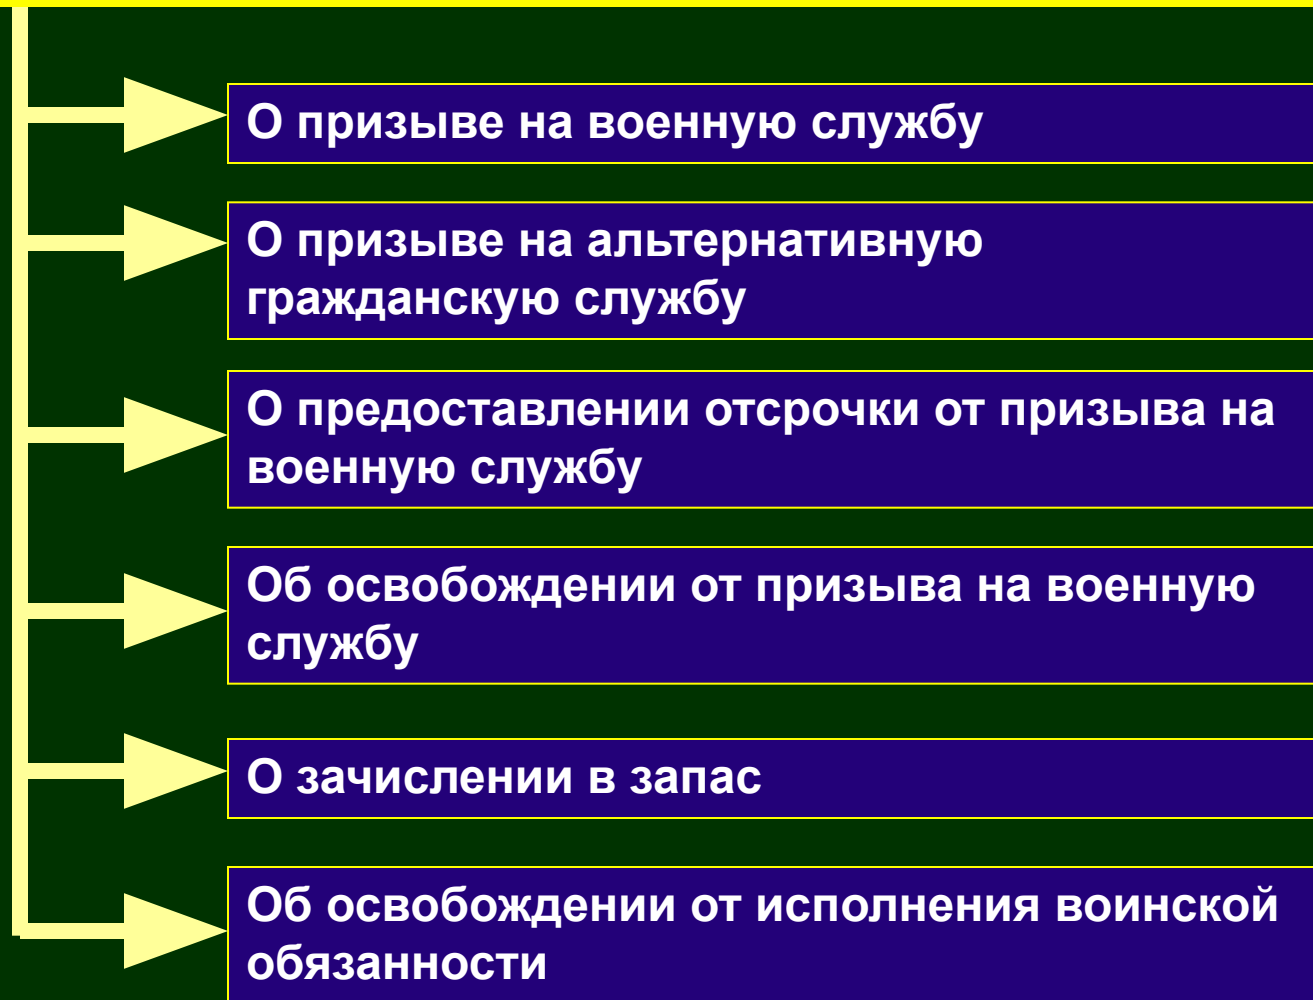 О призыве на военную службу
О призыве на альтернативную
гражданскую службу
О предоставлении отсрочки от призыва на
военную службу
Об освобождении от призыва на военную
службу
О зачислении в запас
Об освобождении от исполнения воинской
обязанности